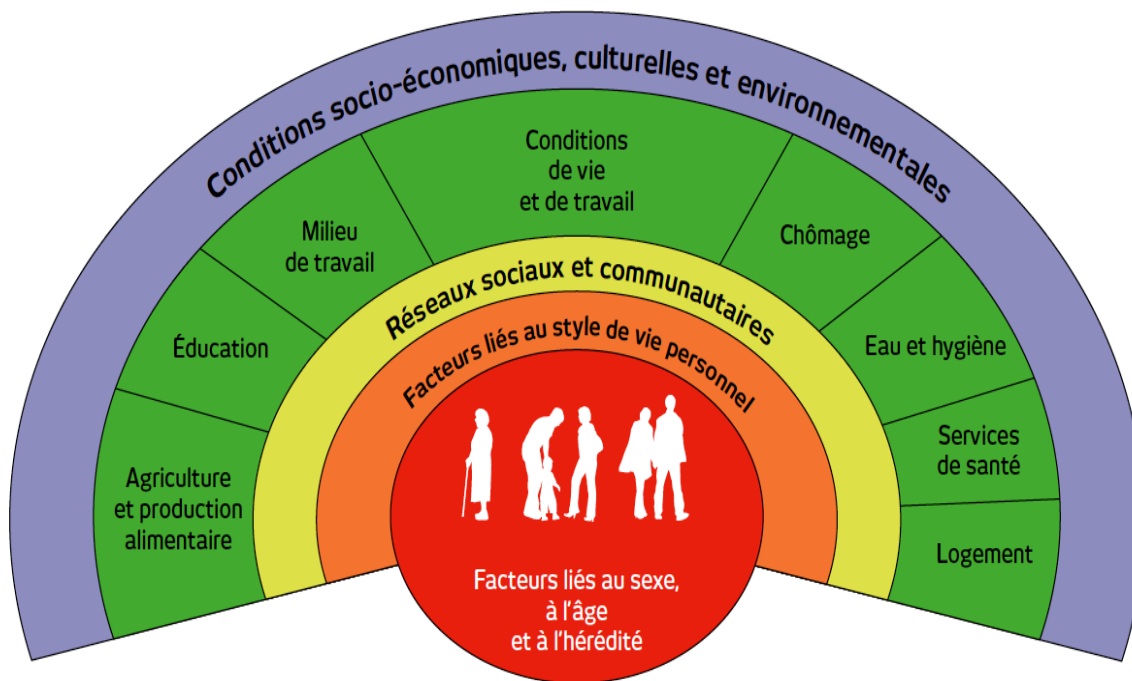 Conditions socio-économiques, culturelles et environnementales
Conditions
de vie
et de travail
Milieu
de travail
Chômage
Éducation
Eau et hygiène
Agriculture
et production
alimentaire
Services
de santé
Logement
Réseaux sociaux et communautaires
Facteurs liés au style de vie personnel
Facteurs liés au sexe,
à l'âge
et à l'hérédité